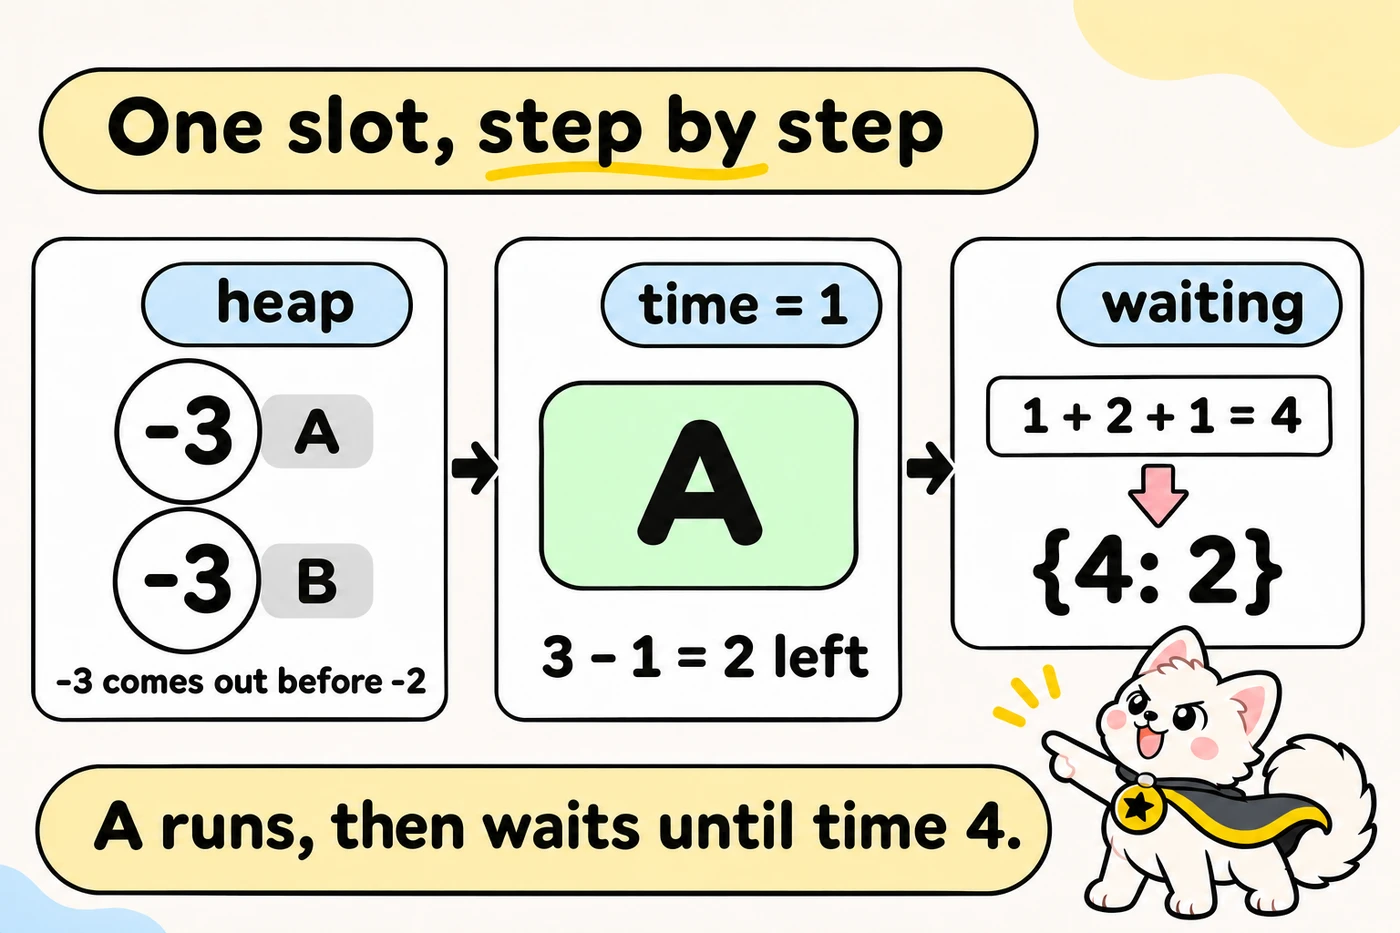 One slot, step by step
heap
-3 A
-3 B
-3 comes out before -2
time = 1
A
3 - 1 = 2 left
waiting
1 + 2 + 1 = 4
{4: 2}
A runs, then waits until time 4.